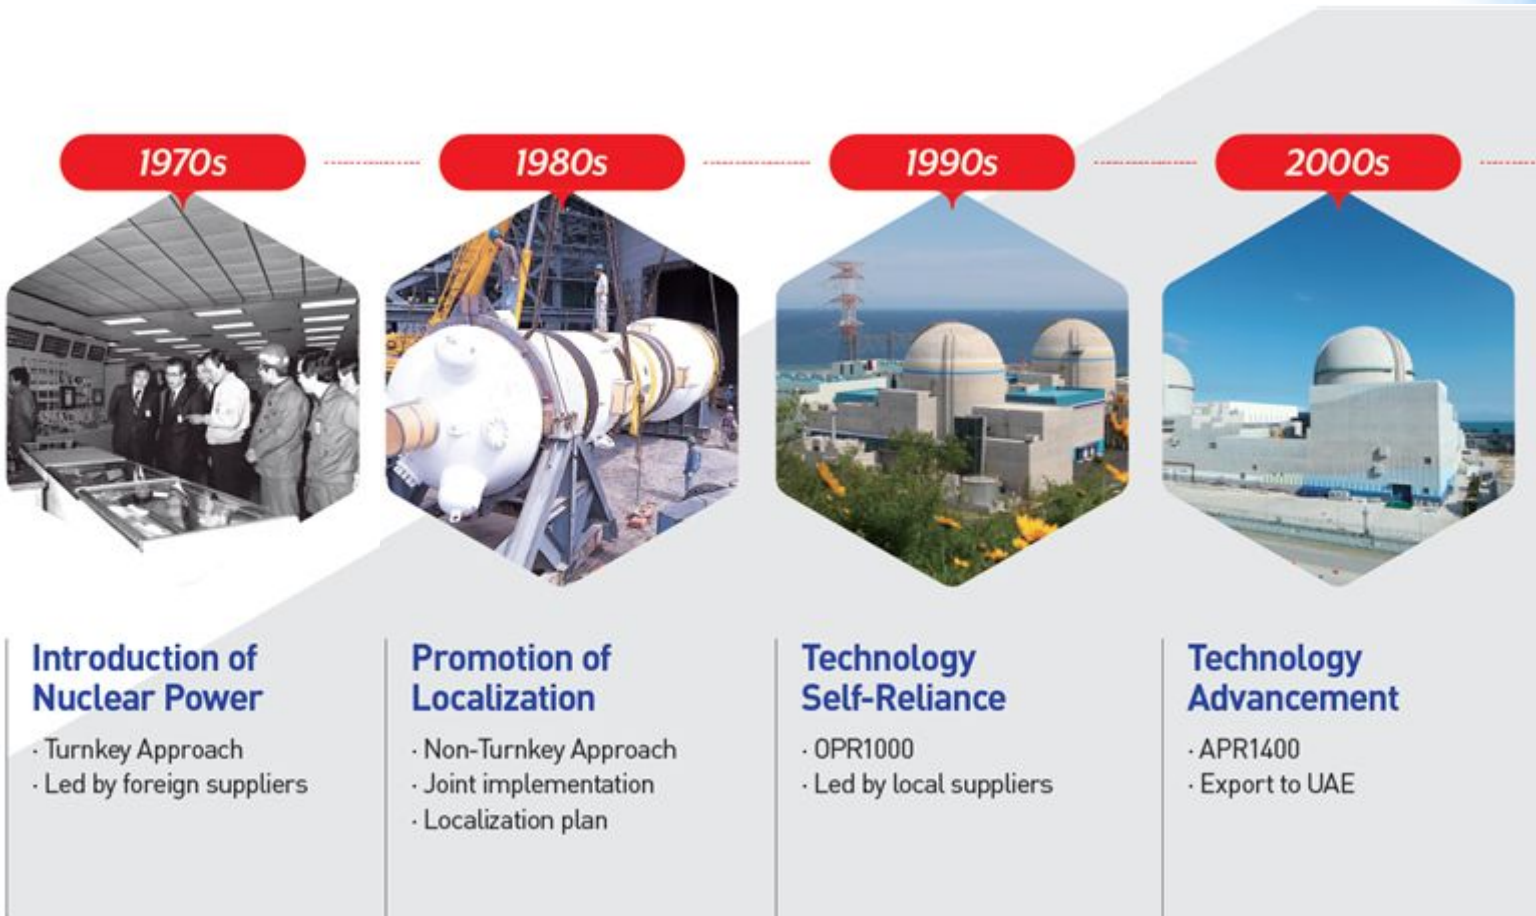 1970s
1980s
1990s
2000s
Introduction of
Nuclear Power
· Turnkey Approach
· Led by foreign suppliers
Promotion of
Localization
· Non-Turnkey Approach
· Joint implementation
· Localization plan
Technology
Self-Reliance
· OPR1000
· Led by local suppliers
Technology
Advancement
· APR1400
· Export to UAE